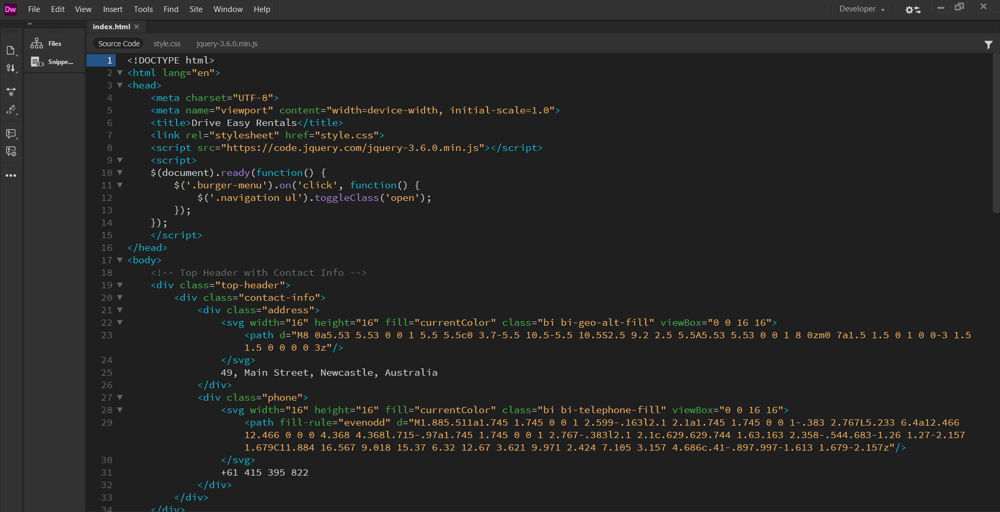 Dw File Edit View Insert Tools Find Site Window Help Developer
index.html
Files
Source Code style.css jquery-3.6.0.min.js
Snippe...
1 <!DOCTYPE html>
2 <html lang="en">
3 <head>
4 <meta charset="UTF-8">
5 <meta name="viewport" content="width=device-width, initial-scale=1.0">
6 <title>Drive Easy Rentals</title>
7 <link rel="stylesheet" href="style.css">
8 <script src="https://code.jquery.com/jquery-3.6.0.min.js"></script>
9 <script>
10 $(document).ready(function() {
11 $('.burger-menu').on('click', function() {
12 $('.navigation ul').toggleClass('open');
13 });
14 });
15 </script>
16 </head>
17 <body>
18 <!-- Top Header with Contact Info -->
19 <div class="top-header">
20 <div class="contact-info">
21 <div class="address">
22 <svg width="16" height="16" fill="currentColor" class="bi bi-geo-alt-fill" viewBox="0 0 16 16">
23 <path d="M8 0a5.53 5.53 0 0 1 5.5 5.5c0 3.7-5.5 10.5-5.5 10.5S2.5 9.2 2.5 5.5A5.53 5.53 0 0 1 8 0zm0 7a1.5 1.5 0 1 0 0-3 1.5
1.5 0 0 0 0 3z"/>
24 </svg>
25 49, Main Street, Newcastle, Australia
26 </div>
27 <div class="phone">
28 <svg width="16" height="16" fill="currentColor" class="bi bi-telephone-fill" viewBox="0 0 16 16">
29 <path fill-rule="evenodd" d="M1.885.511a1.745 1.745 0 0 1 2.599-.163l2.1 2.1a1.745 1.745 0 0 1-.383 2.767L5.233 6.4a12.466
12.466 0 0 0 4.368 4.368l.715-.97a1.745 1.745 0 0 1 2.767-.383l2.1 2.1c.629.629.744 1.63.163 2.358-.544.683-1.26 1.27-2.157
1.679C11.884 16.567 9.018 15.37 6.32 12.67 3.621 9.971 2.424 7.105 3.157 4.686c.41-.897.997-1.613 1.679-2.157z"/>
30 </svg>
31 +61 415 395 822
32 </div>
33 </div>
34 </div>